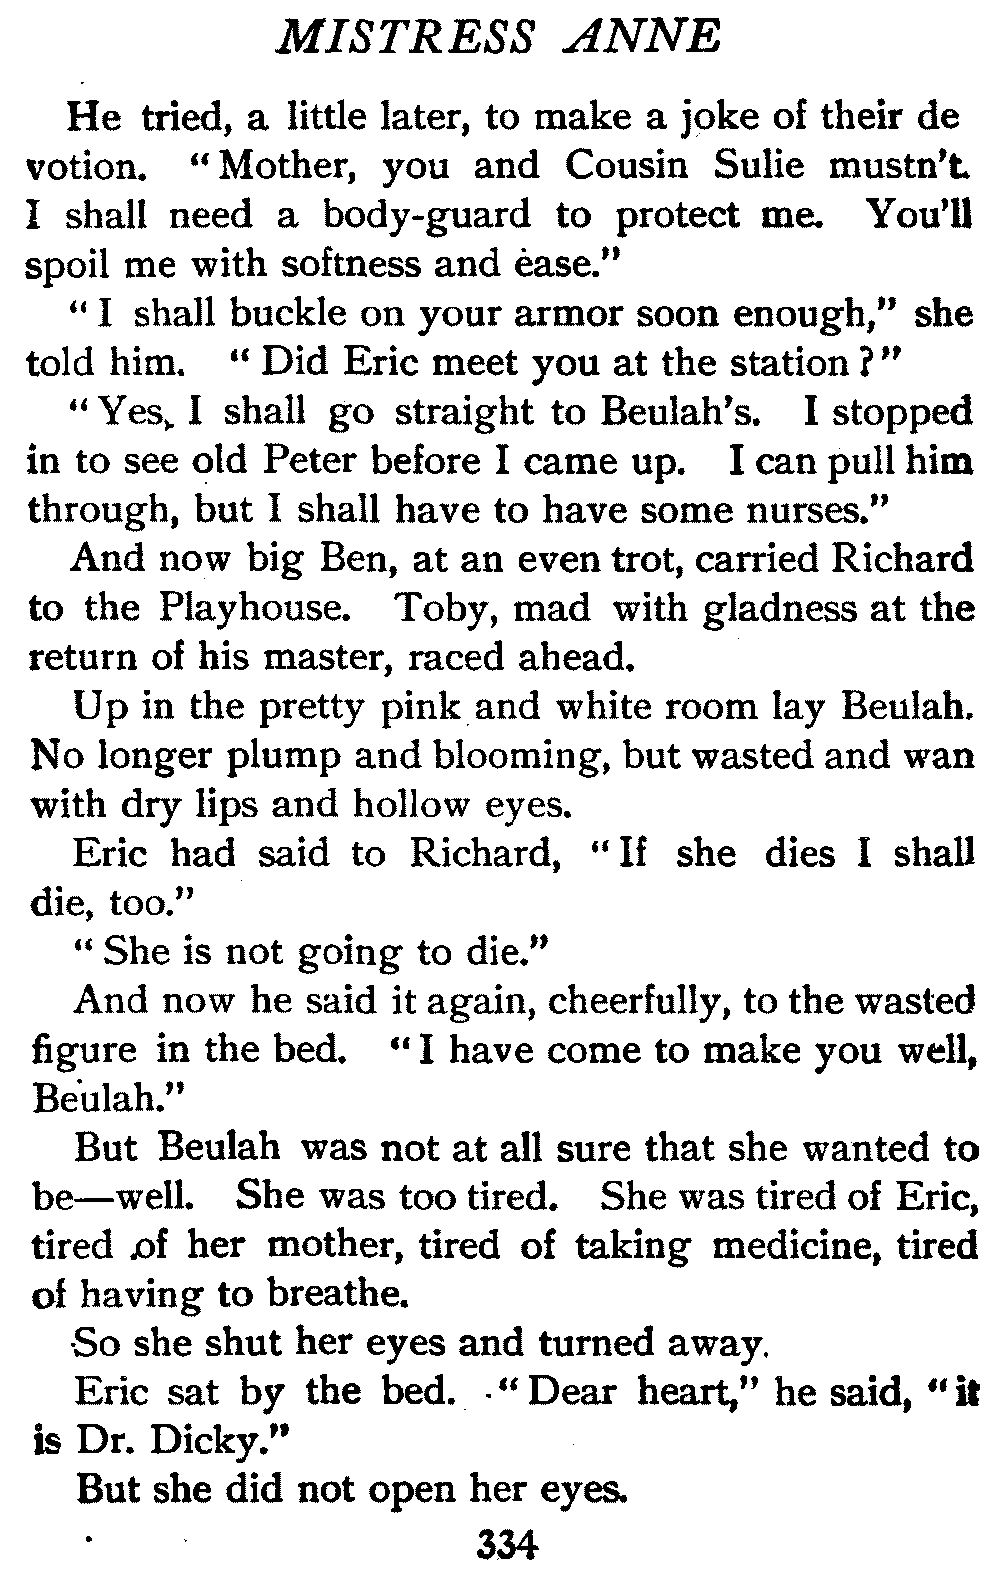 MISTRESS ANNE
He tried, a little later, to make a joke of their de
votion. "Mother, you and Cousin Sulie mustn't.
I shall need a body-guard to protect me. You'll
spoil me with softness and ease."
"I shall buckle on your armor soon enough," she
told him. "Did Eric meet you at the station?"
"Yes, I shall go straight to Beulah's. I stopped
in to see old Peter before I came up. I can pull him
through, but I shall have to have some nurses."
And now big Ben, at an even trot, carried Richard
to the Playhouse. Toby, mad with gladness at the
return of his master, raced ahead.
Up in the pretty pink and white room lay Beulah.
No longer plump and blooming, but wasted and wan
with dry lips and hollow eyes.
Eric had said to Richard, "If she dies I shall
die, too."
"She is not going to die."
And now he said it again, cheerfully, to the wasted
figure in the bed. "I have come to make you well,
Beulah."
But Beulah was not at all sure that she wanted to
be—well. She was too tired. She was tired of Eric,
tired of her mother, tired of taking medicine, tired
of having to breathe.
So she shut her eyes and turned away.
Eric sat by the bed. "Dear heart," he said, "it
is Dr. Dicky."
But she did not open her eyes.
334